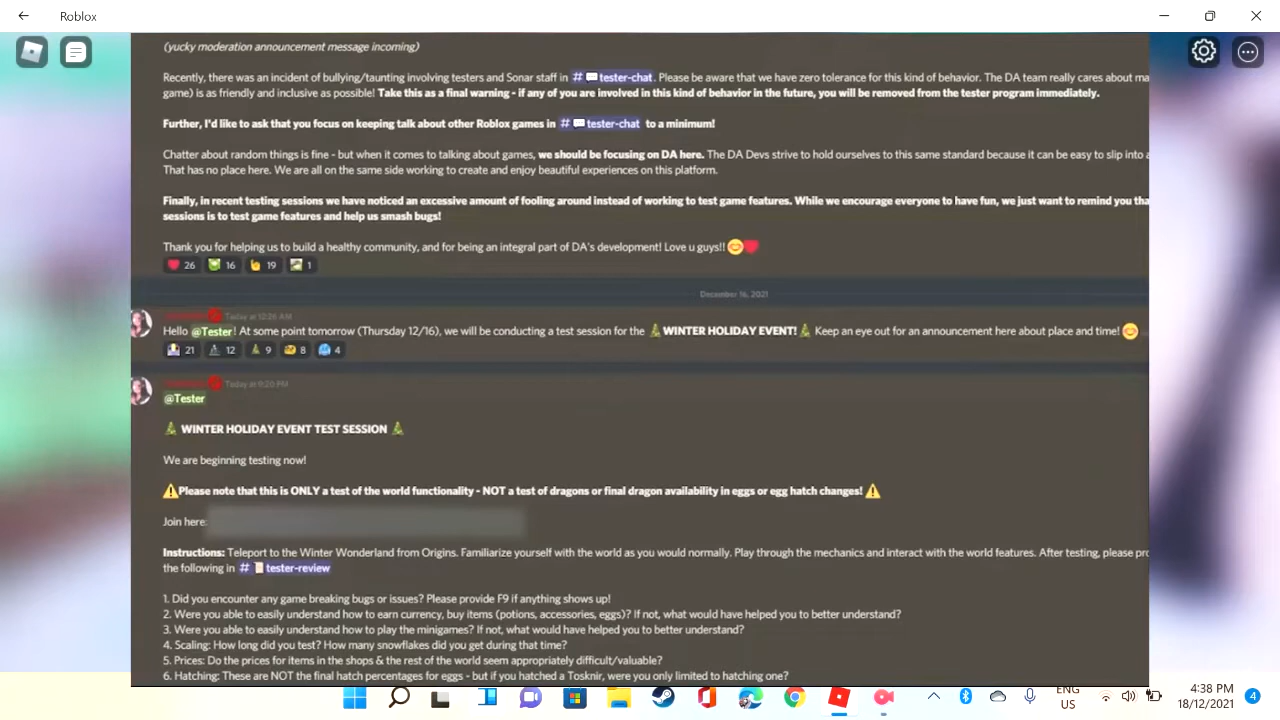 Roblox
(yucky moderation announcement message incoming)
Recently, there was an incident of bullying/taunting involving testers and Sonar staff in # tester-chat. Please be aware that we have zero tolerance for this kind of behavior. The DA team really cares about ma
game) is as friendly and inclusive as possible! Take this as a final warning - if any of you are involved in this kind of behavior in the future, you will be removed from the tester program immediately.
Further, I'd like to ask that you focus on keeping talk about other Roblox games in # tester-chat to a minimum!
Chatter about random things is fine - but when it comes to talking about games, we should be focusing on DA here. The DA Devs strive to hold ourselves to this same standard because it can be easy to slip into a
That has no place here. We are all on the same side working to create and enjoy beautiful experiences on this platform.
Finally, in recent testing sessions we have noticed an excessive amount of fooling around instead of working to test game features. While we encourage everyone to have fun, we just want to remind you tha
sessions is to test game features and help us smash bugs!
Thank you for helping us to build a healthy community, and for being an integral part of DA's development! Love u guys!! 😊❤️
26 16 19 1
December 16, 2021
Today at 12:26 AM
Hello @Tester! At some point tomorrow (Thursday 12/16), we will be conducting a test session for the 🎄WINTER HOLIDAY EVENT!🎄 Keep an eye out for an announcement here about place and time! 😊
21 12 9 8 4
Today at
@Tester
🎄 WINTER HOLIDAY EVENT TEST SESSION 🎄
We are beginning testing now!
⚠️Please note that this is ONLY a test of the world functionality - NOT a test of dragons or final dragon availability in eggs or egg hatch changes! ⚠️
Join here:
Instructions: Teleport to the Winter Wonderland from Origins. Familiarize yourself with the world as you would normally. Play through the mechanics and interact with the world features. After testing, please pro
the following in # tester-review
1. Did you encounter any game breaking bugs or issues? Please provide F9 if anything shows up!
2. Were you able to easily understand how to earn currency, buy items (potions, accessories, eggs)? If not, what would have helped you to better understand?
3. Were you able to easily understand how to play the minigames? If not, what would have helped you to better understand?
4. Scaling: How long did you test? How many snowflakes did you get during that time?
5. Prices: Do the prices for items in the shops & the rest of the world seem appropriately difficult/valuable?
6. Hatching: These are NOT the final hatch percentages for eggs - but if you hatched a Tosknir, were you only limited to hatching one?
ENG
US
4:38 PM
18/12/2021
4